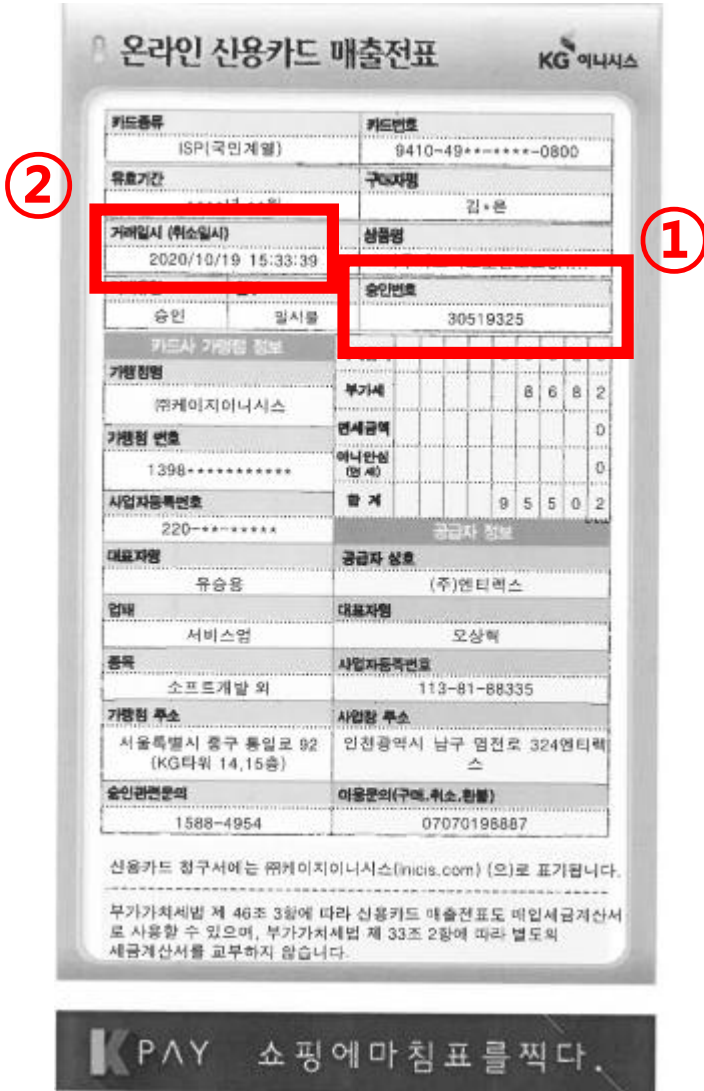 온라인 신용카드 매출전표
KG 이니시스
카드종류 카드번호
ISP(국민계열) 9410-49**-****-0800
유효기간 구매자명
김*은
②
거래일시 (취소일시) 상품명
①
2020/10/19 15:33:39
승인번호
승인 일시불 30519325
카드사 가맹점 정보
가맹점명
부가세 8 6 8 2
㈜케이지이니시스
면세금액 0
가맹점 번호
1398***********
(면 세) 0
사업자등록번호
합 계 9 5 5 0 2
220-**-*****
공급자 정보
대표자명 공급자 상호
유승용 (주)엔티렉스
업태 대표자명
서비스업 오상혁
종목 사업자등록번호
소프트개발 외 113-81-88335
가맹점 주소 사업장 주소
서울특별시 중구 통일로 92 인천광역시 남구 염전로 324엔티렉
(KG타워 14,15층) 스
승인관련문의 이용문의(구매.취소.환불)
1588-4954 07070198887
신용카드 청구서에는 ㈜케이지이니시스(inicis.com) (으)로 표기됩니다.
부가가치세법 제 46조 3항에 따라 신용카드 매출전표도 매입세금계산서
로 사용할 수 있으며, 부가가치세법 제 33조 2항에 따라 별도의
세금계산서를 교부하지 않습니다.
KPAY 쇼핑에마침표를찍다.